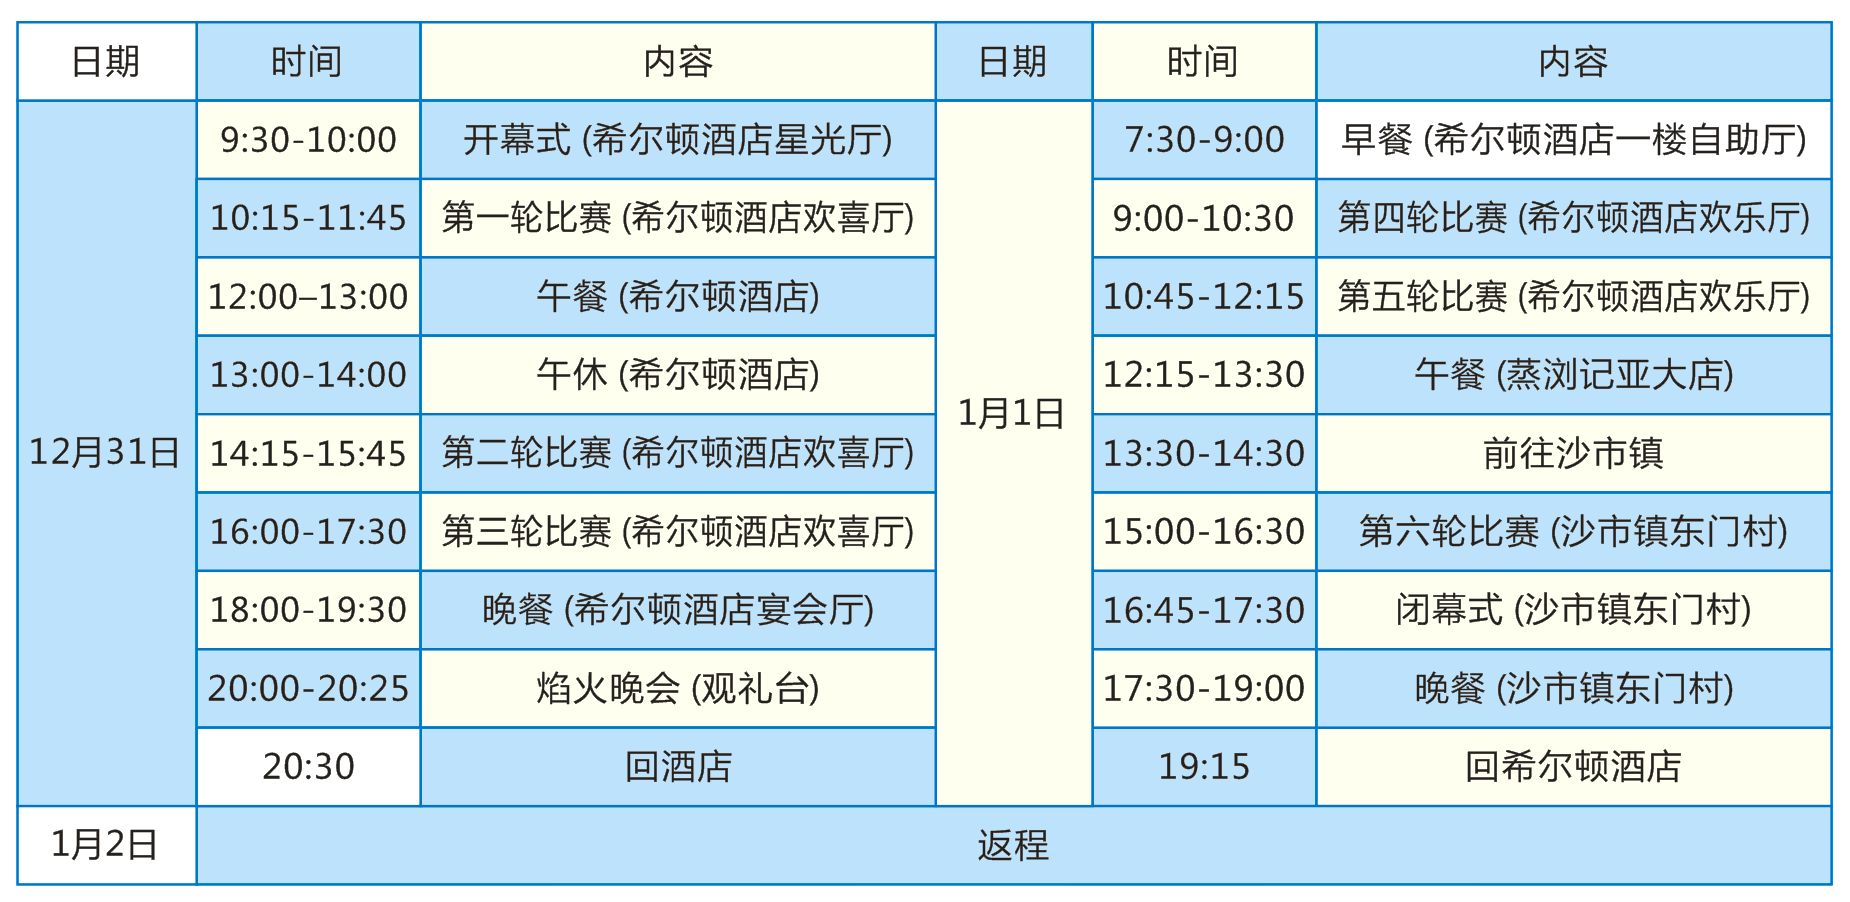 日期 时间 内容 日期 时间 内容
12月31日 9:30-10:00 开幕式 (希尔顿酒店星光厅) 1月1日 7:30-9:00 早餐 (希尔顿酒店一楼自助厅)
10:15-11:45 第一轮比赛 (希尔顿酒店欢喜厅) 9:00-10:30 第四轮比赛 (希尔顿酒店欢乐厅)
12:00–13:00 午餐 (希尔顿酒店) 10:45-12:15 第五轮比赛 (希尔顿酒店欢乐厅)
13:00-14:00 午休 (希尔顿酒店) 12:15-13:30 午餐 (蒸浏记亚大店)
14:15-15:45 第二轮比赛 (希尔顿酒店欢喜厅) 13:30-14:30 前往沙市镇
16:00-17:30 第三轮比赛 (希尔顿酒店欢喜厅) 15:00-16:30 第六轮比赛 (沙市镇东门村)
18:00-19:30 晚餐 (希尔顿酒店宴会厅) 16:45-17:30 闭幕式 (沙市镇东门村)
20:00-20:25 焰火晚会 (观礼台) 17:30-19:00 晚餐 (沙市镇东门村)
20:30 回酒店 19:15 回希尔顿酒店
1月2日 返程